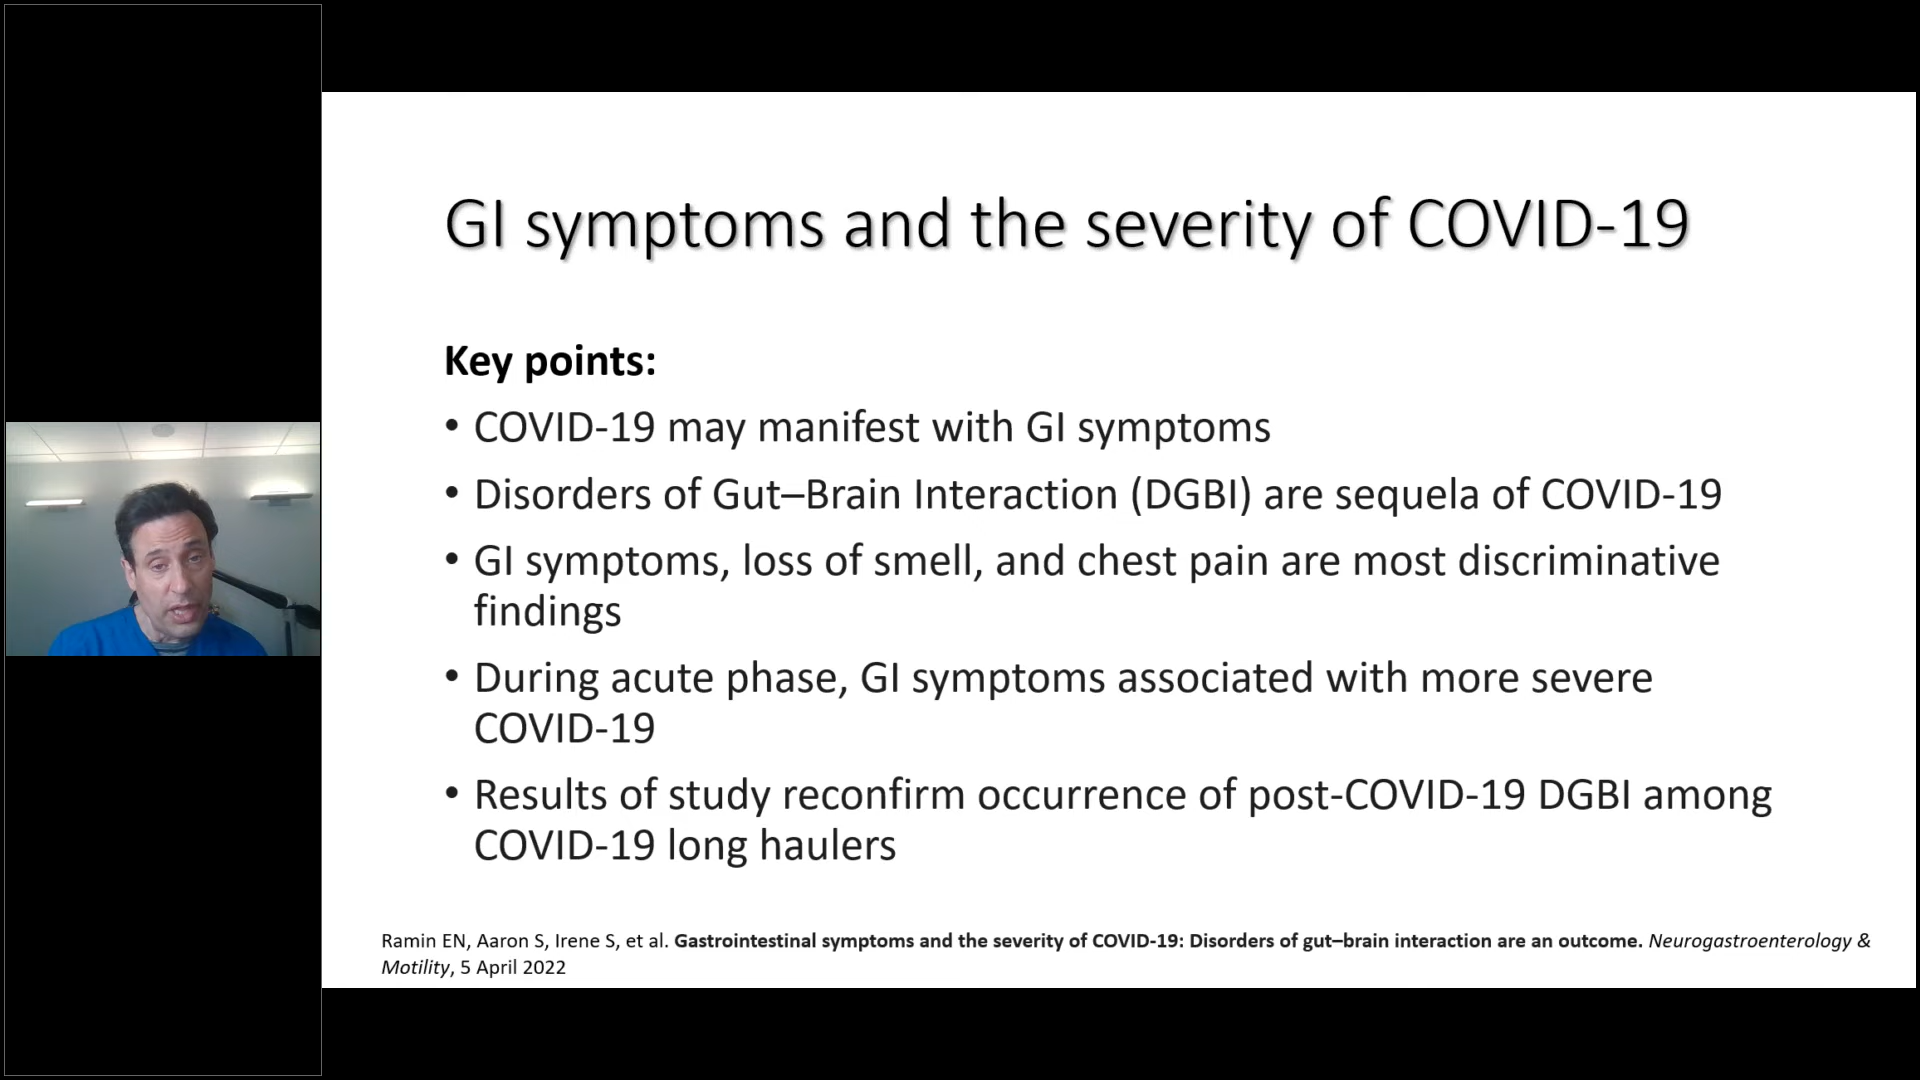 GI symptoms and the severity of COVID-19
Key points:
• COVID-19 may manifest with GI symptoms
• Disorders of Gut–Brain Interaction (DGBI) are sequela of COVID-19
• GI symptoms, loss of smell, and chest pain are most discriminative
findings
• During acute phase, GI symptoms associated with more severe
COVID-19
• Results of study reconfirm occurrence of post-COVID-19 DGBI among
COVID-19 long haulers
Ramin EN, Aaron S, Irene S, et al. Gastrointestinal symptoms and the severity of COVID-19: Disorders of gut–brain interaction are an outcome. Neurogastroenterology &
Motility, 5 April 2022